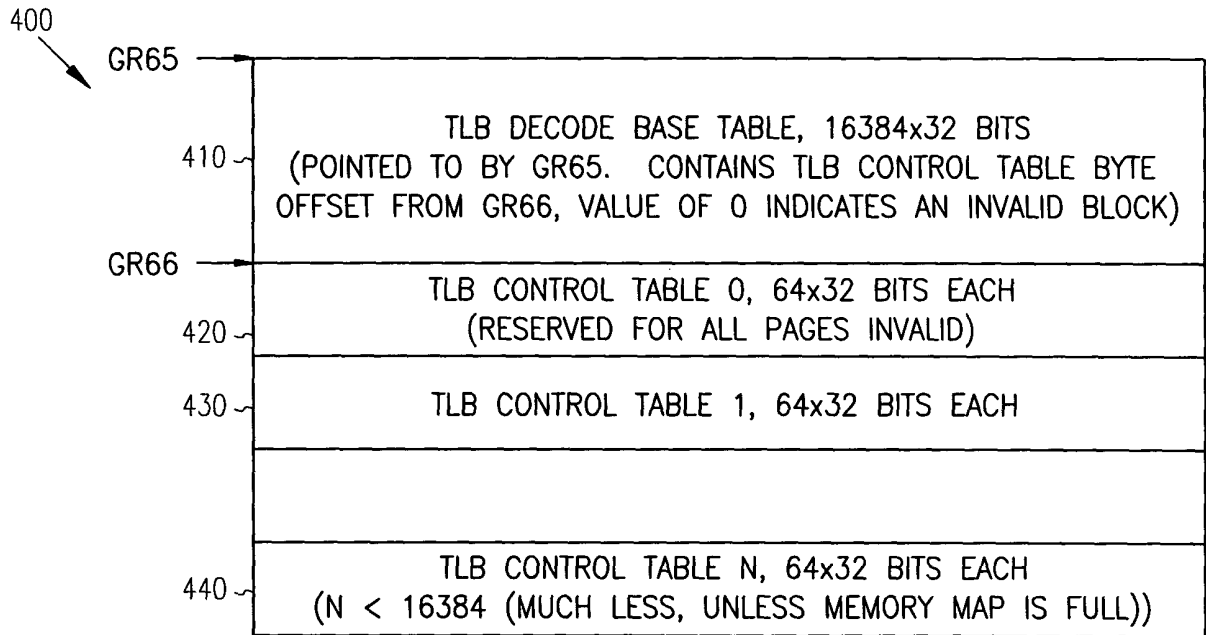 400
GR65
410
TLB DECODE BASE TABLE, 16384x32 BITS
(POINTED TO BY GR65. CONTAINS TLB CONTROL TABLE BYTE
OFFSET FROM GR66, VALUE OF 0 INDICATES AN INVALID BLOCK)
GR66
420
TLB CONTROL TABLE 0, 64x32 BITS EACH
(RESERVED FOR ALL PAGES INVALID)
430
TLB CONTROL TABLE 1, 64x32 BITS EACH
440
TLB CONTROL TABLE N, 64x32 BITS EACH
(N < 16384 (MUCH LESS, UNLESS MEMORY MAP IS FULL))